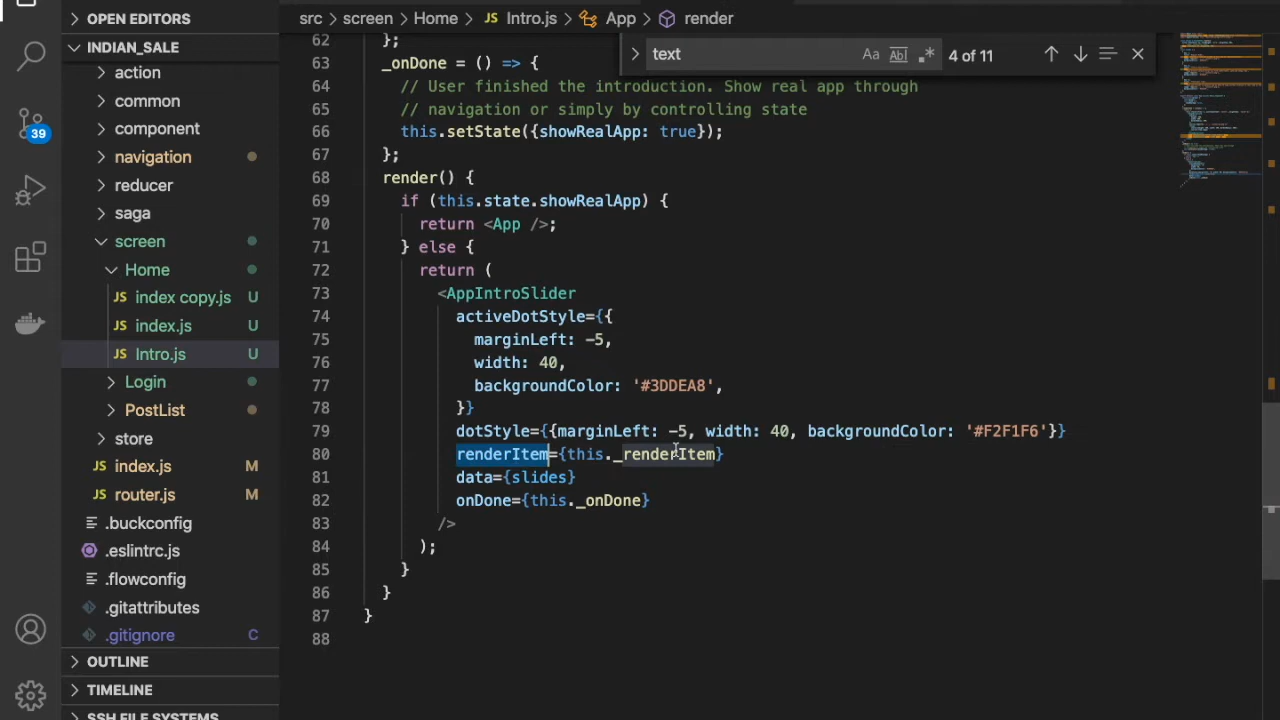 OPEN EDITORS
INDIAN_SALE
action
common
component
navigation
reducer
saga
screen
Home
JS index copy.js U
JS index.js U
JS Intro.js U
Login
PostList
store
JS index.js M
JS router.js M
.buckconfig
.eslintrc.js
.flowconfig
.gitattributes
.gitignore C
OUTLINE
TIMELINE
SSH FILE SYSTEMS
39
src > screen > Home > JS Intro.js > App > render
text Aa Abl .* 4 of 11
62 };
63 _onDone = () => {
64 // User finished the introduction. Show real app through
65 // navigation or simply by controlling state
66 this.setState({showRealApp: true});
67 };
68 render() {
69 if (this.state.showRealApp) {
70 return <App />;
71 } else {
72 return (
73 <AppIntroSlider
74 activeDotStyle={{
75 marginLeft: -5,
76 width: 40,
77 backgroundColor: '#3DDEA8',
78 }}
79 dotStyle={{marginLeft: -5, width: 40, backgroundColor: '#F2F1F6'}}
80 renderItem={this._renderItem}
81 data={slides}
82 onDone={this._onDone}
83 />
84 );
85 }
86 }
87 }
88